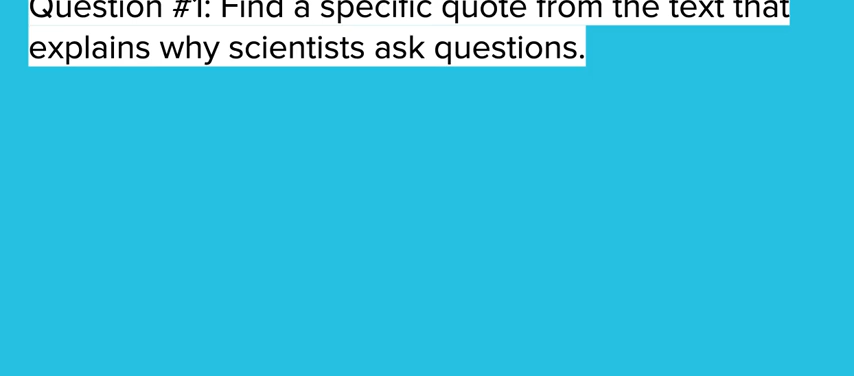 Question #1: Find a specific quote from the text that
explains why scientists ask questions.